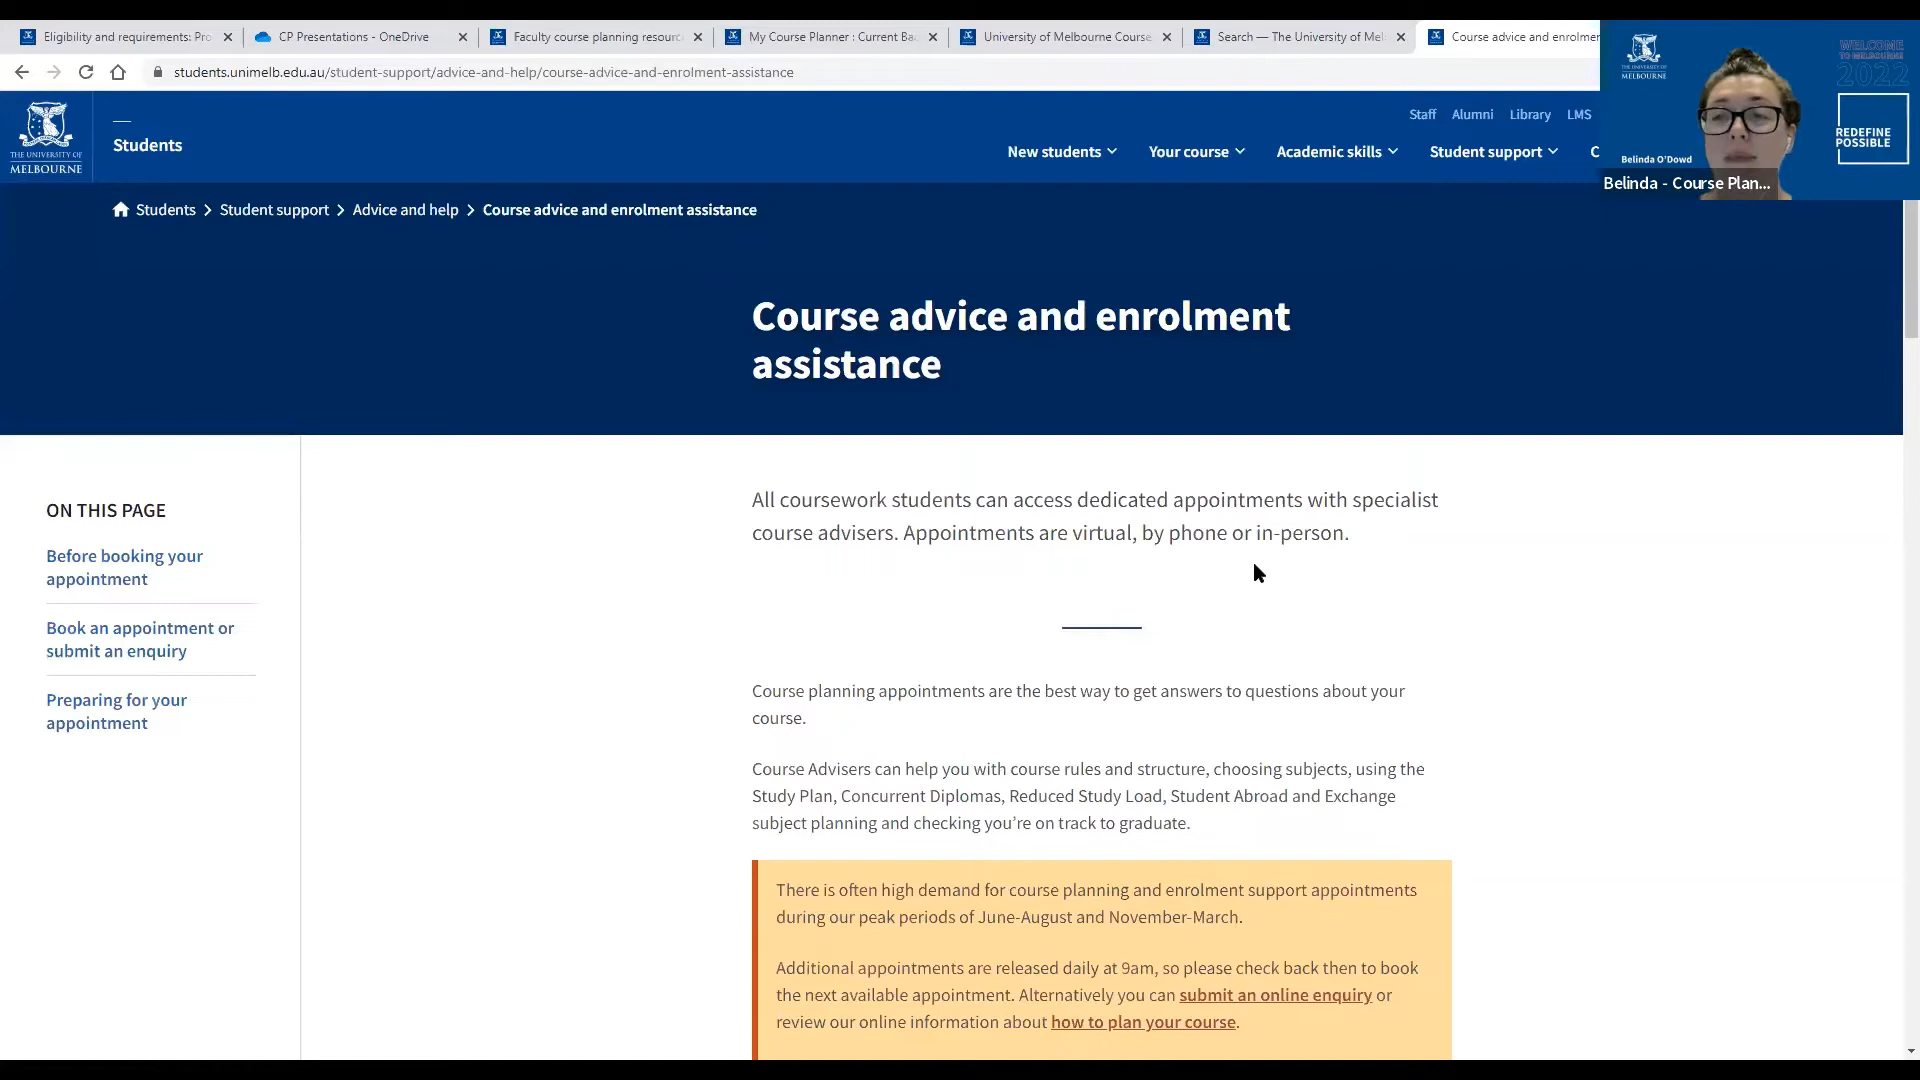 Eligibility and requirements: Pro
CP Presentations - OneDrive
Faculty course planning resourc
My Course Planner : Current Ba
University of Melbourne Course
Search — The University of Mel
Course advice and enrolmen
students.unimelb.edu.au/student-support/advice-and-help/course-advice-and-enrolment-assistance
THE UNIVERSITY OF
MELBOURNE
WELCOME
TO MELBOURNE
2022
REDEFINE
POSSIBLE
Belinda O'Dowd
Belinda - Course Plan...
THE UNIVERSITY OF
MELBOURNE
Students
Staff Alumni Library LMS
New students Your course Academic skills Student support C
Students > Student support > Advice and help > Course advice and enrolment assistance
Course advice and enrolment
assistance
ON THIS PAGE
Before booking your
appointment
Book an appointment or
submit an enquiry
Preparing for your
appointment
All coursework students can access dedicated appointments with specialist
course advisers. Appointments are virtual, by phone or in-person.
Course planning appointments are the best way to get answers to questions about your
course.
Course Advisers can help you with course rules and structure, choosing subjects, using the
Study Plan, Concurrent Diplomas, Reduced Study Load, Student Abroad and Exchange
subject planning and checking you're on track to graduate.
There is often high demand for course planning and enrolment support appointments
during our peak periods of June-August and November-March.
Additional appointments are released daily at 9am, so please check back then to book
the next available appointment. Alternatively you can submit an online enquiry or
review our online information about how to plan your course.